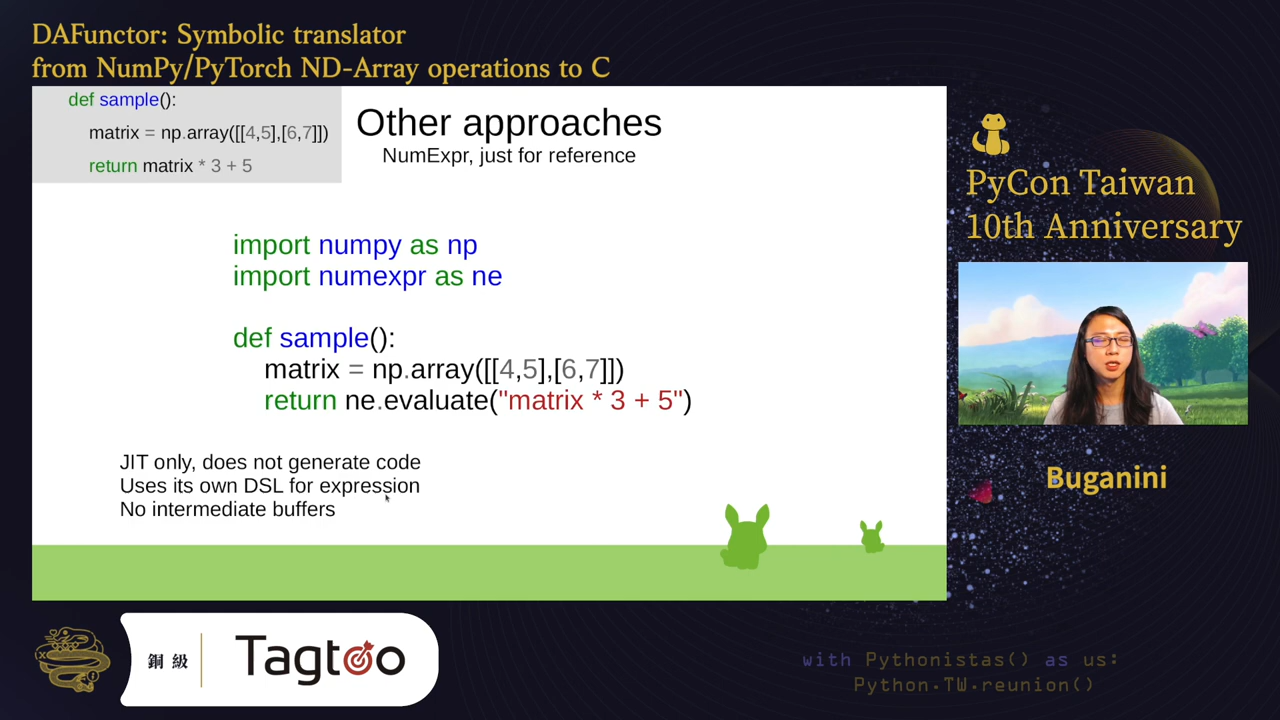 DAFunctor: Symbolic translator
from NumPy/PyTorch ND-Array operations to C
def sample():
matrix = np.array([[4,5],[6,7]])
return matrix * 3 + 5
Other approaches
NumExpr, just for reference
import numpy as np
import numexpr as ne
def sample():
matrix = np.array([[4,5],[6,7]])
return ne.evaluate("matrix * 3 + 5")
JIT only, does not generate code
Uses its own DSL for expression
No intermediate buffers
PyCon Taiwan
10th Anniversary
Buganini
銅級
Tagtoo
with Pythonistas() as us:
Python.TW.reunion()